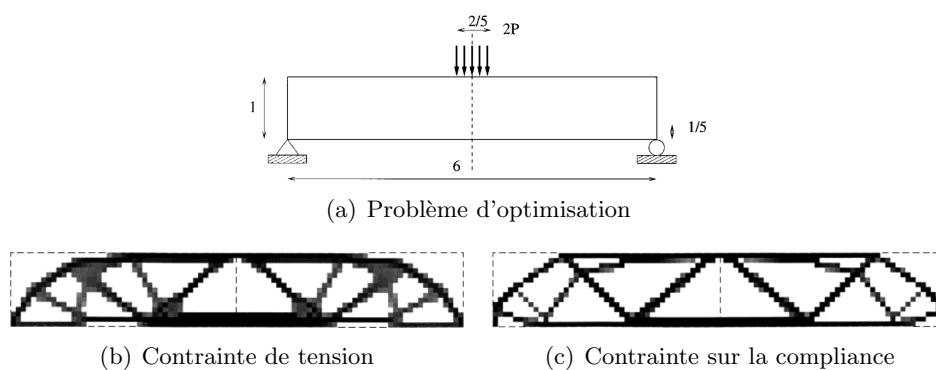 2/5
2P
1
1/5
6
(a) Problème d'optimisation
(b) Contrainte de tension
(c) Contrainte sur la compliance